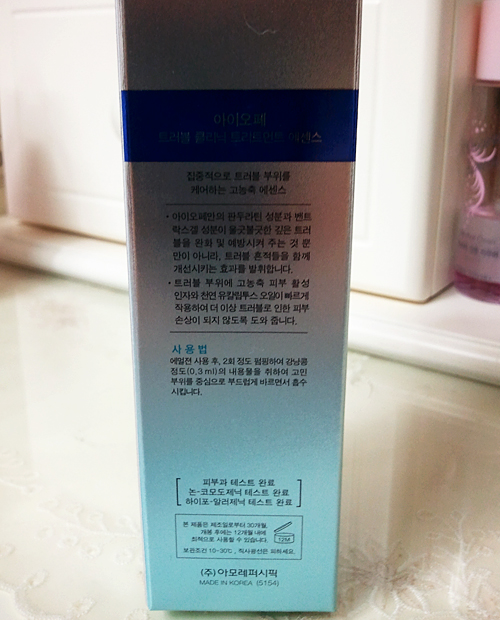 아이오페
트러블 클리닉 트리트먼트 에센스
집중적으로 트러블 부위를
케어하는 고농축 에센스
· 아이오페만의 판두라틴 성분과 벤트
락스겔 성분이 울긋불긋한 깊은 트러
블을 완화 및 예방시켜 주는 것 뿐
만이 아니라, 트러블 흔적들을 함께
개선시키는 효과를 발휘합니다.
· 트러블 부위에 고농축 피부 활성
인자와 천연 유칼립투스 오일이 빠르게
작용하여 더 이상 트러블로 인한 피부
손상이 되지 않도록 도와 줍니다.
사용법
에멀젼 사용 후, 2회 정도 펌핑하여 강낭콩
정도(0.3ml)의 내용물을 취하여 고민
부위를 중심으로 부드럽게 바르면서 흡수
시킵니다.
피부과 테스트 완료
논-코모도제닉 테스트 완료
하이포-알러제닉 테스트 완료
본 제품은 제조일로부터 30개월,
개봉 후에는 12개월 내에
최적으로 사용할 수 있습니다.
12M
보관조건 10~30℃, 직사광선은 피하세요.
(주)아모레퍼시픽
MADE IN KOREA (5154)